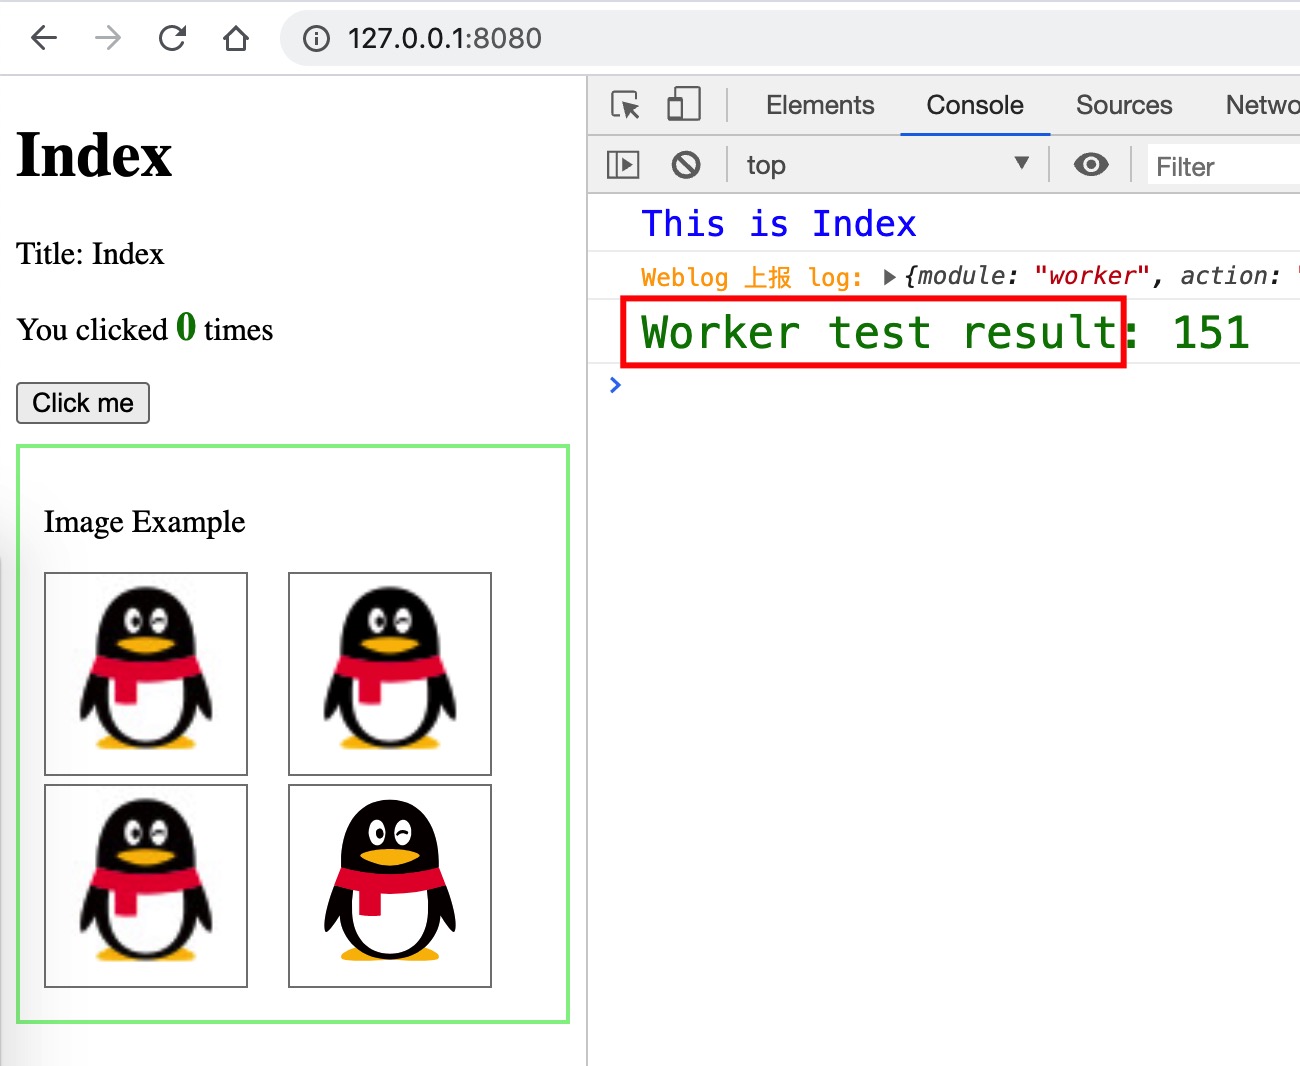 127.0.0.1:8080
Elements Console Sources Netwo
top Filter
Index
Title: Index
You clicked 0 times
Click me
Image Example
This is Index
Weblog 上报 log: ▶{module: "worker", action: "
Worker test result: 151